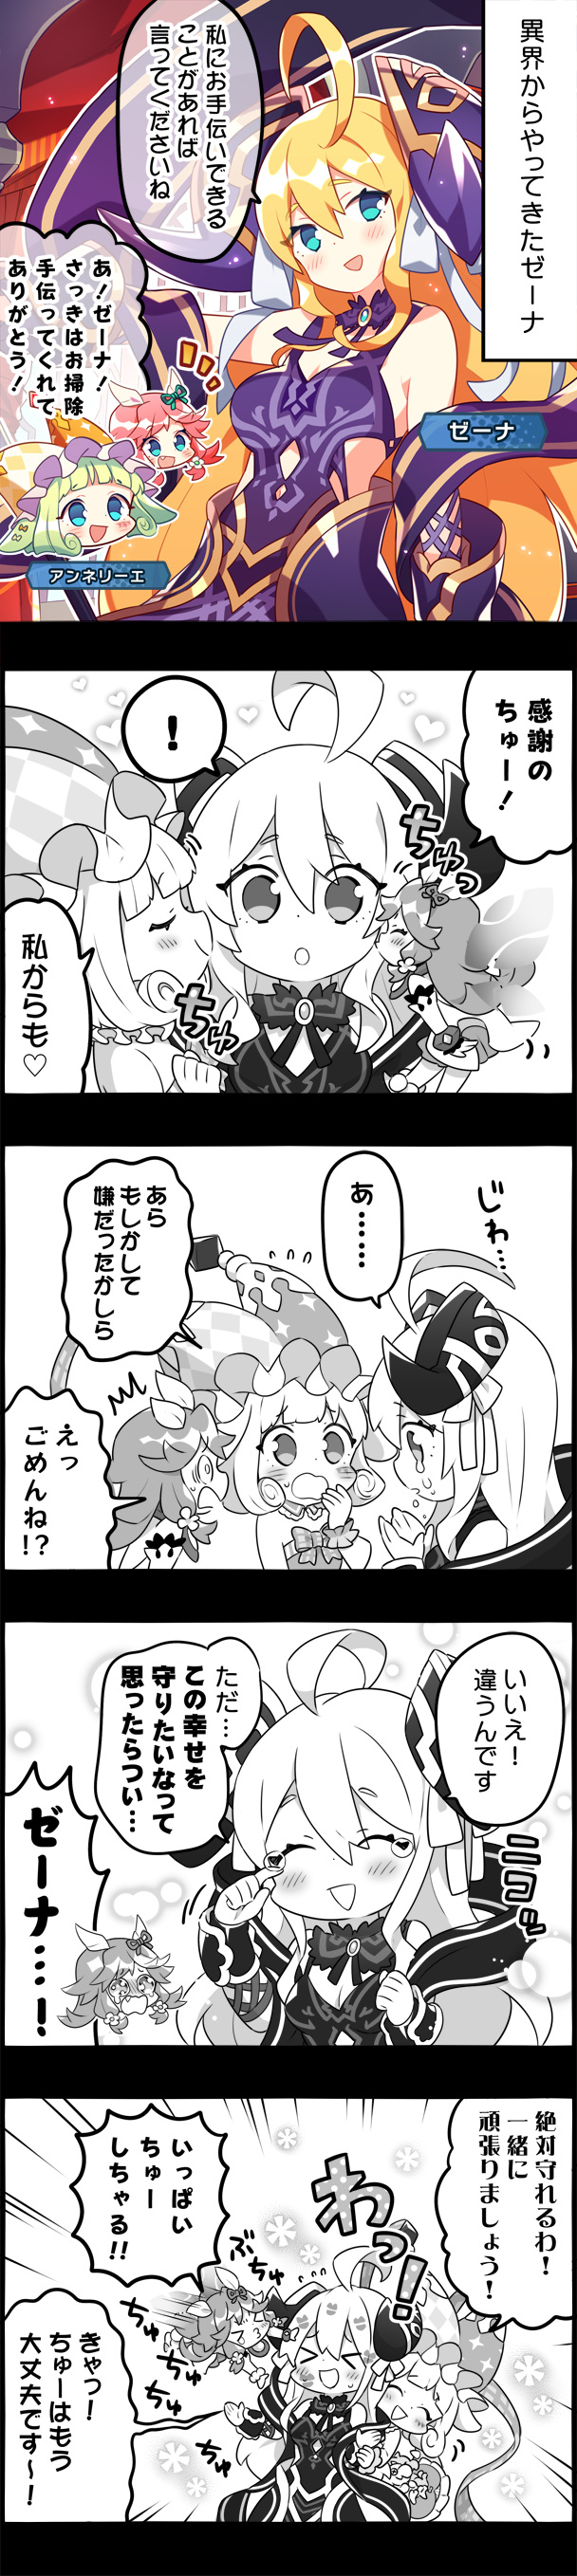 異界からやってきたゼーナ
私にお手伝いできる
ことがあれば
言ってくださいね
あ！ゼーナ！
さっきはお掃除
手伝ってくれて
ありがとう！
ゼーナ
アンネリーエ
感謝の
ちゅー！
！
ちゅっ
ちゅ
私からも♡
じわ…
あ……
あら
もしかして
嫌だったかしら
えっ
ごめんね!?
いいえ！
違うんです
ただ…
この幸せを
守りたいなって
思ったらつい…
ニコッ
ゼーナ…！
絶対守れるわ！
一緒に
頑張りましょう！
わっ！
いっぱい
ちゅー
しちゃる!!
ぶちゅ
ちゅ
ちゅ
ちゅ
ちゅ
きゃっ！
ちゅーはもう
大丈夫です〜！